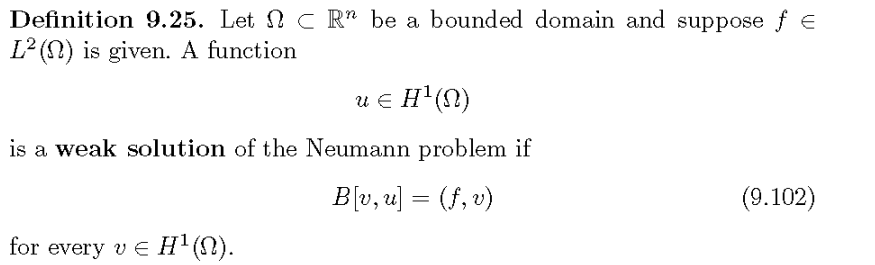 Definition 9.25. Let Ω ⊂ ℝⁿ be a bounded domain and suppose f ∈
L²(Ω) is given. A function
u ∈ H¹(Ω)
is a weak solution of the Neumann problem if
B[v, u] = (f, v) (9.102)
for every v ∈ H¹(Ω).